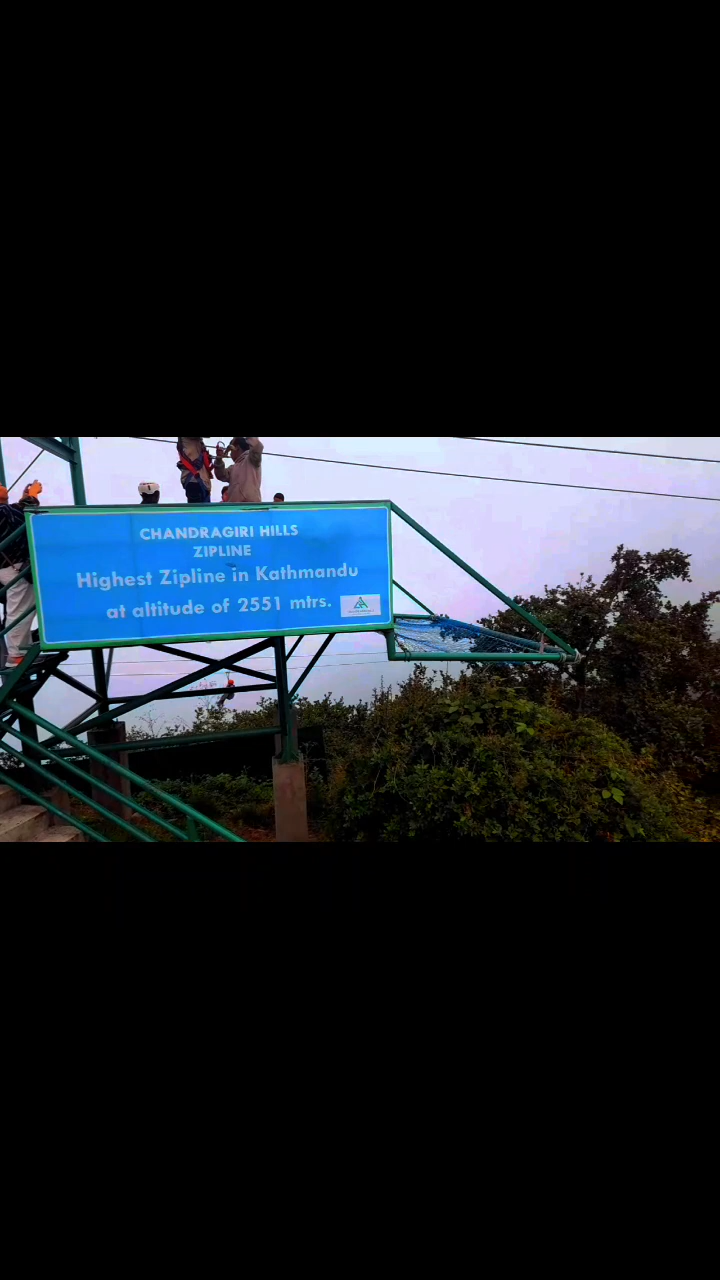 CHANDRAGIRI HILLS
ZIPLINE
Highest Zipline in Kathmandu
at altitude of 2551 mtrs.